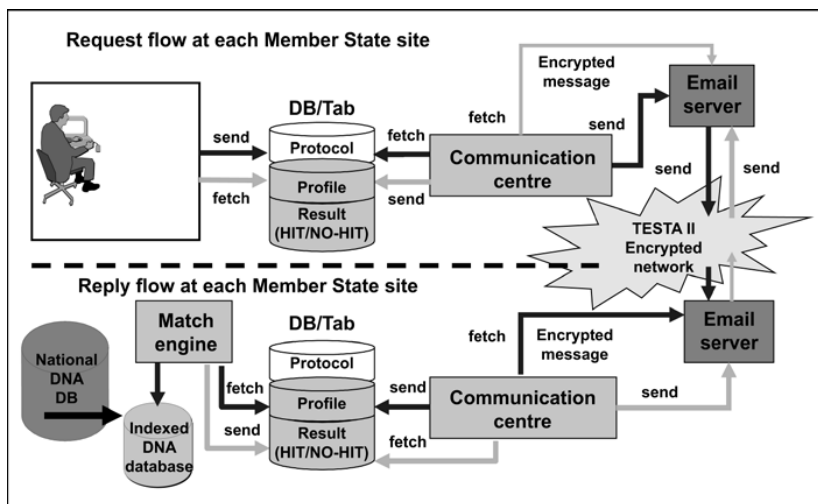 Request flow at each Member State site
DB/Tab
Protocol
Profile
Result
(HIT/NO-HIT)
send
fetch
fetch
send
fetch
Encrypted
message
send
Communication
centre
Email
server
send
send
TESTA II
Encrypted
network
Reply flow at each Member State site
Match
engine
National
DNA
DB
Indexed
DNA
database
fetch
send
DB/Tab
Protocol
Profile
Result
(HIT/NO-HIT)
send
fetch
fetch
Encrypted
message
Communication
centre
send
Email
server